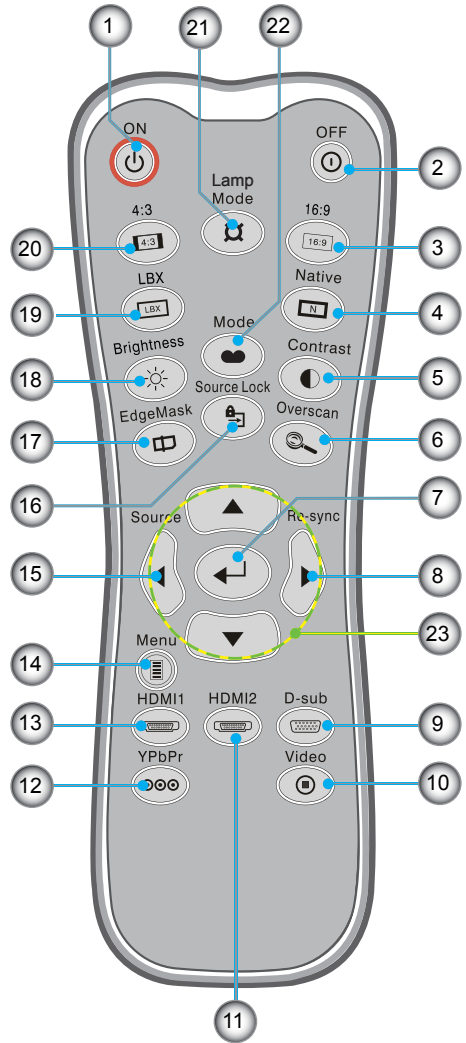 1 21 22
ON OFF
2
Lamp
Mode
4:3 16:9
4:3 16:9
20 3
LBX Native
LBX N
19 4
Mode
Brightness Contrast
18 5
Source Lock
EdgeMask Overscan
17 6
16 7
Source Re-sync
15 8
23
Menu
14
HDMI1 HDMI2 D-sub
13 9
YPbPr Video
12 10
11